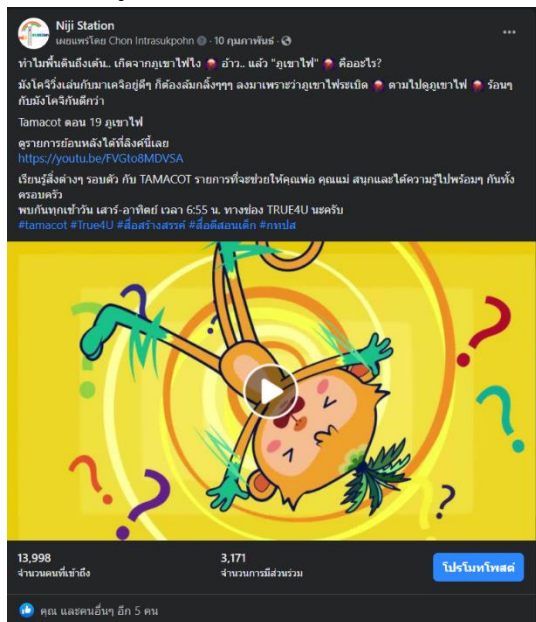 Niji Station
เผยแพร่โดย Chon Intrasukpohn · 10 กุมภาพันธ์ ·
ทำไมพื้นดินถึงเต้น.. เกิดจากภูเขาไฟไง 🌋 อ้าว.. แล้ว "ภูเขาไฟ" 🌋 คืออะไร?
มังโคจิวิ่งเล่นกับมาเคจิอยู่ดีๆ ก็ต้องล้มกลิ้งๆๆๆ ลงมาเพราะว่าภูเขาไฟระเบิด 🌋 ตามไปดูภูเขาไฟ 🌋 ร้อนๆ
กับมังโคจิกันดีกว่า
Tamacot ตอน 19 ภูเขาไฟ
ดูรายการย้อนหลังได้ที่ลิงค์นี้เลย
https://youtu.be/FVGto8MDVSA
เรียนรู้สิ่งต่างๆ รอบตัว กับ TAMACOT รายการที่จะช่วยให้คุณพ่อ คุณแม่ สนุกและได้ความรู้ไปพร้อมๆ กันทั้ง
ครอบครัว
พบกันทุกเช้าวัน เสาร์-อาทิตย์ เวลา 6:55 น. ทางช่อง TRUE4U นะครับ
#tamacot #True4U #สื่อสร้างสรรค์ #สื่อดีสอนเด็ก #กทปส
? ? ? ? ? ?
13,998
จำนวนคนที่เข้าถึง
3,171
จำนวนการมีส่วนร่วม
โปรโมทโพสต์
คุณ และคนอื่นๆ อีก 5 คน